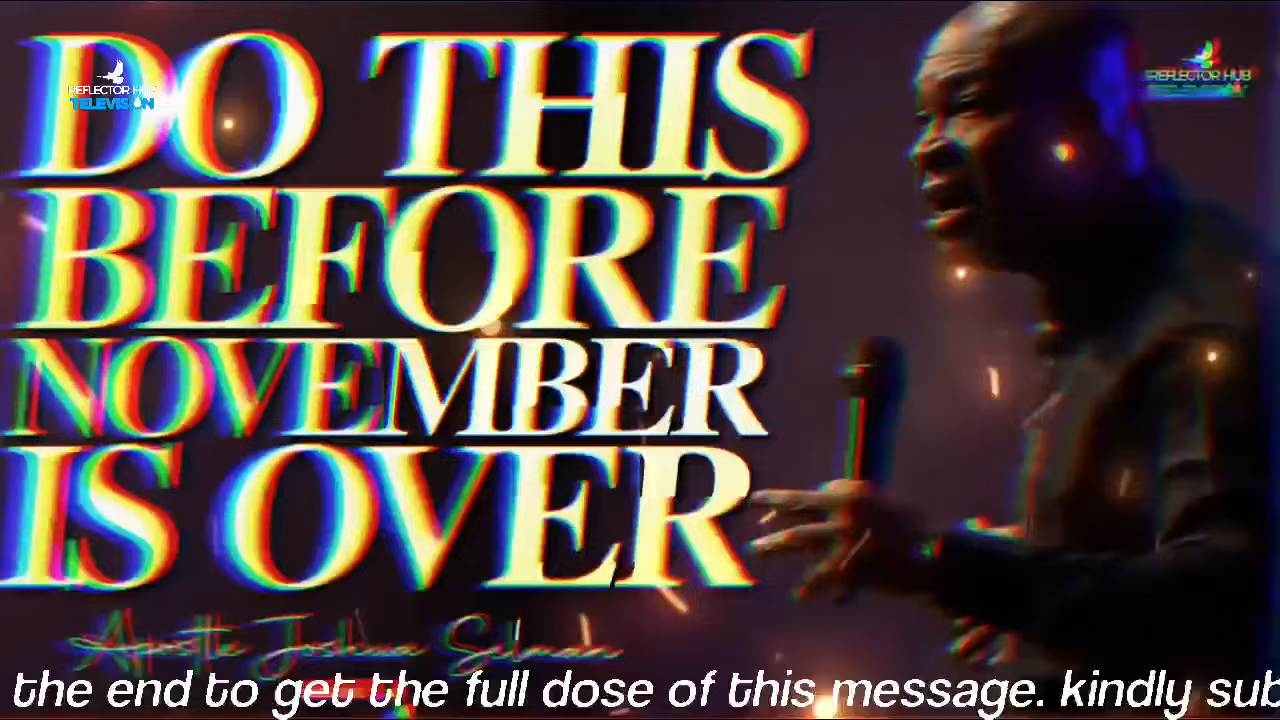 DO THIS
BEFORE
NOVEMBER
IS OVER
REFLECTOR HUB
TELEVISION
REFLECTOR HUB
Apostle Joshua Selman
the end to get the full dose of this message. kindly sub